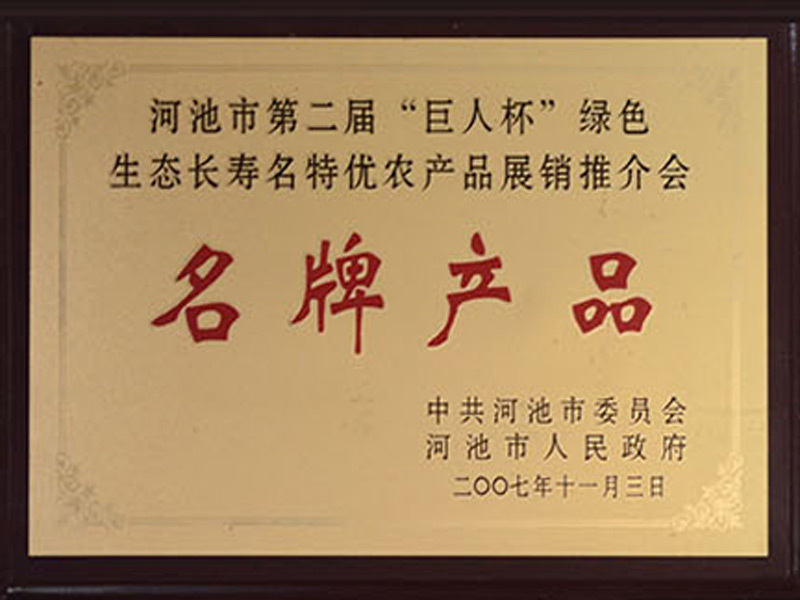 河池市第二届“巨人杯”绿色
生态长寿名特优农产品展销推介会
名牌产品
中共河池市委员会
河池市人民政府
二〇〇七年十一月三日